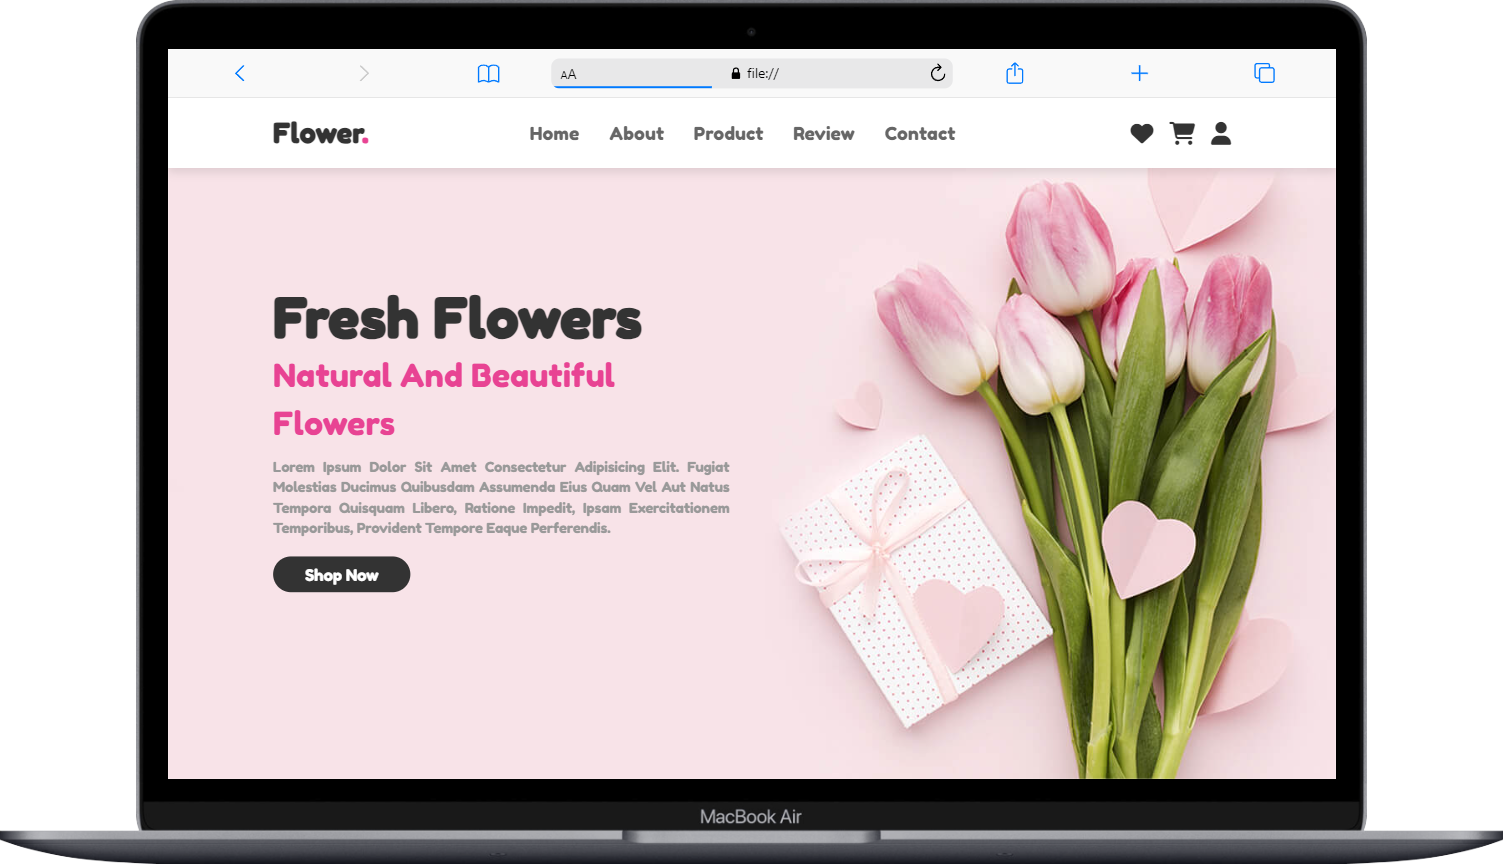 AA file://
Flower.
Home About Product Review Contact
Fresh Flowers
Natural And Beautiful
Flowers
Lorem Ipsum Dolor Sit Amet Consectetur Adipisicing Elit. Fugiat
Molestias Ducimus Quibusdam Assumenda Eius Quam Vel Aut Natus
Tempora Quisquam Libero, Ratione Impedit, Ipsam Exercitationem
Temporibus, Provident Tempore Eaque Perferendis.
Shop Now
MacBook Air